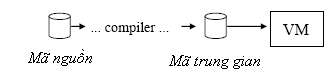 ... compiler ... VM
Mã nguồn Mã trung gian